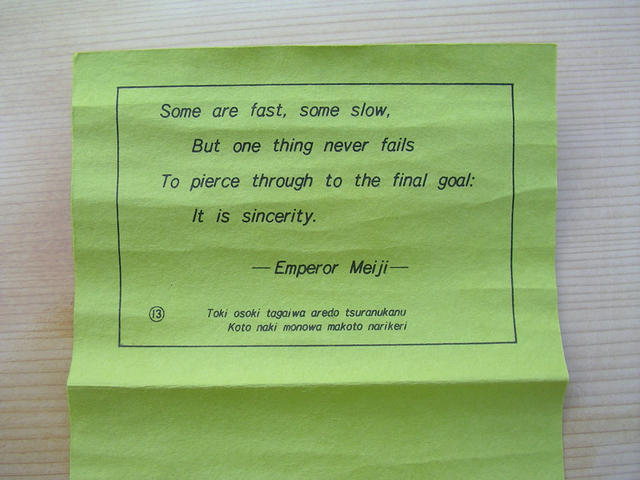 Some are fast, some slow,
But one thing never fails
To pierce through to the final goal:
It is sincerity.
—Emperor Meiji—
⑬ Toki osoki tagaiwa aredo tsuranukanu
Koto naki monowa makoto narikeri